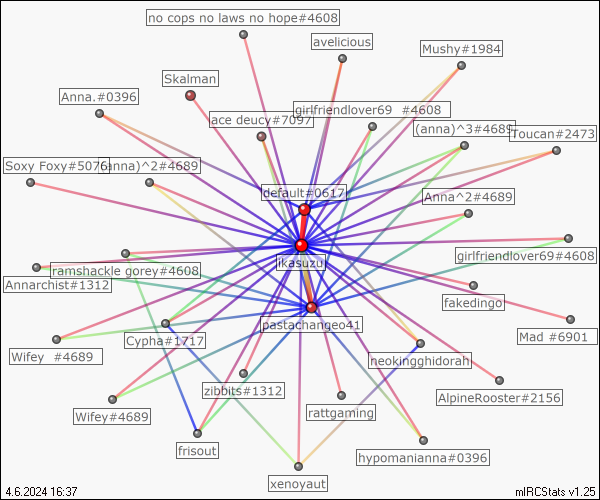 no cops no laws no hope#4608
avelicious
Mushy#1984
Skalman
Anna.#0396
girlfriendlover69 #4608
ace deucy#7097
(anna)^3#4689
Toucan#2473
Soxy Foxy#5076
anna)^2#4689
default#0617
Anna^2#4689
girlfriendlover69#4608
ikasuzu
ramshackle gorey#4608
Annarchist#1312
fakedingo
pastachangeo41
Mad #6901
Cypha#1717
Wifey #4689
neokingghidorah
zibbits#1312
AlpineRooster#2156
rattgaming
Wifey#4689
frisout
hypomanianna#0396
xenoyaut
4.6.2024 16:37
mIRCStats v1.25